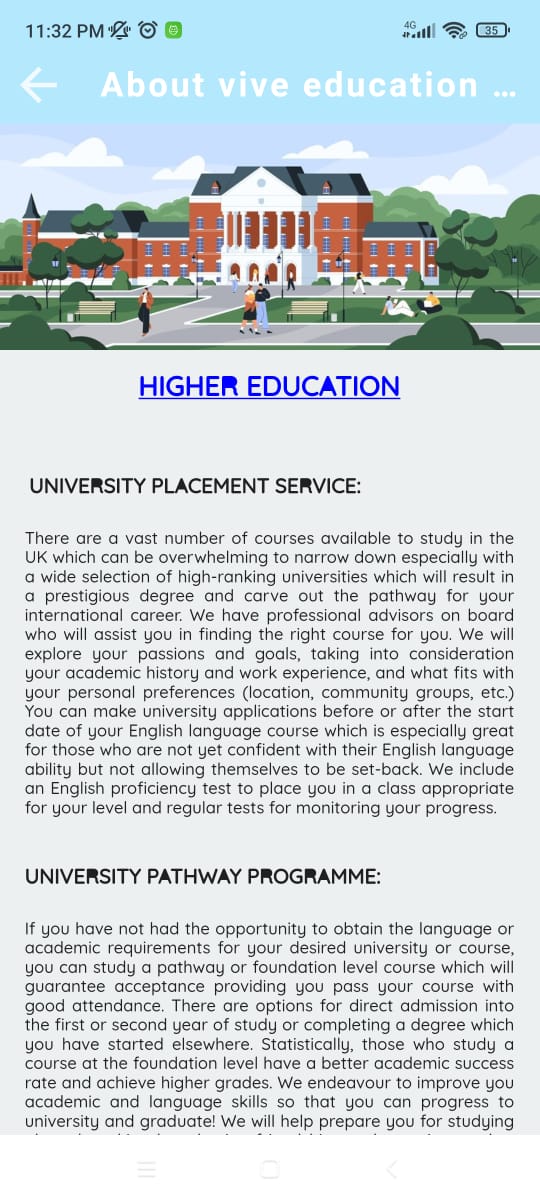 11:32 PM
4G
35
About vive education ...
HIGHER EDUCATION
UNIVERSITY PLACEMENT SERVICE:
There are a vast number of courses available to study in the
UK which can be overwhelming to narrow down especially with
a wide selection of high-ranking universities which will result in
a prestigious degree and carve out the pathway for your
international career. We have professional advisors on board
who will assist you in finding the right course for you. We will
explore your passions and goals, taking into consideration
your academic history and work experience, and what fits with
your personal preferences (location, community groups, etc.)
You can make university applications before or after the start
date of your English language course which is especially great
for those who are not yet confident with their English language
ability but not allowing themselves to be set-back. We include
an English proficiency test to place you in a class appropriate
for your level and regular tests for monitoring your progress.
UNIVERSITY PATHWAY PROGRAMME:
If you have not had the opportunity to obtain the language or
academic requirements for your desired university or course,
you can study a pathway or foundation level course which will
guarantee acceptance providing you pass your course with
good attendance. There are options for direct admission into
the first or second year of study or completing a degree which
you have started elsewhere. Statistically, those who study a
course at the foundation level have a better academic success
rate and achieve higher grades. We endeavour to improve you
academic and language skills so that you can progress to
university and graduate! We will help prepare you for studying